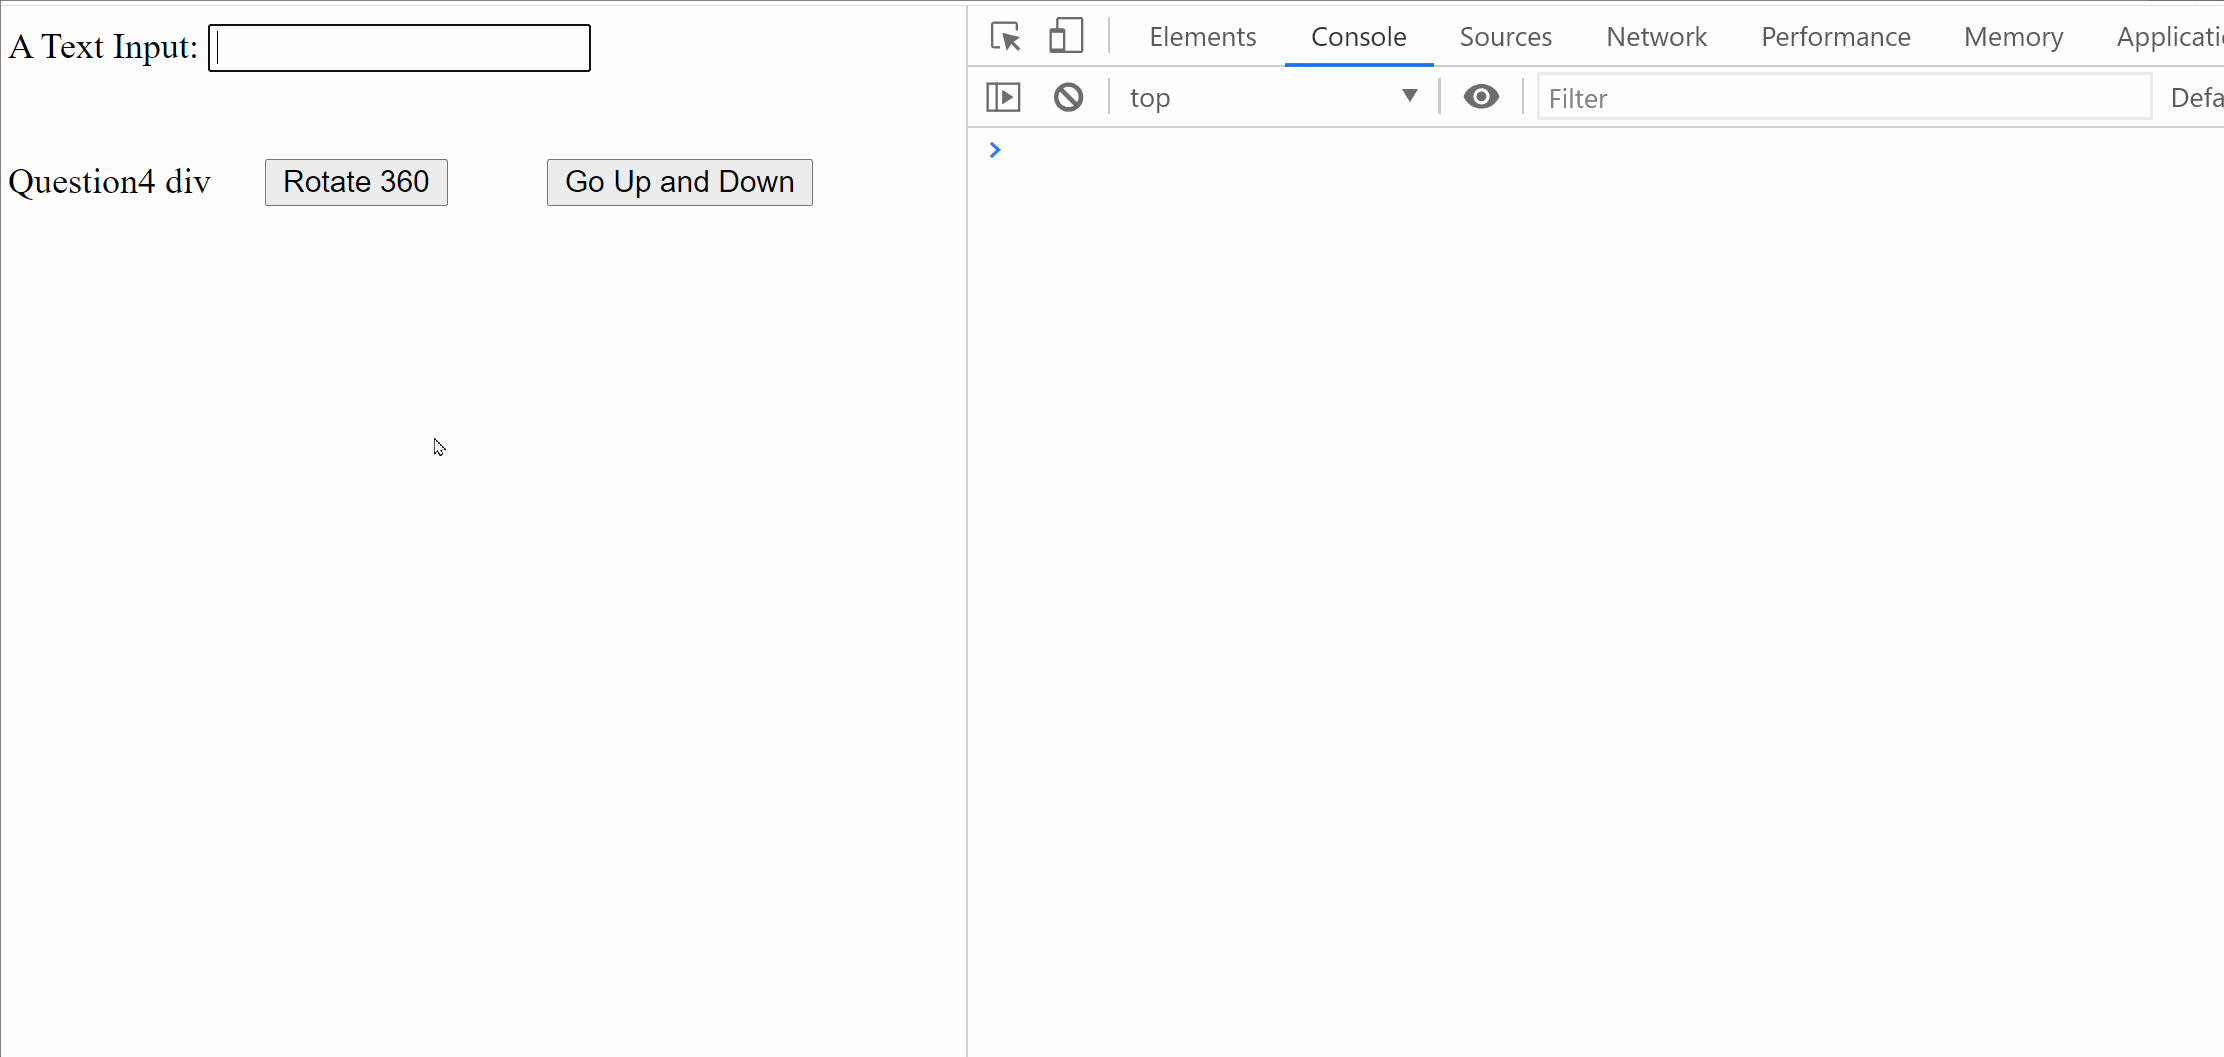 A Text Input:
Question4 div Rotate 360 Go Up and Down
Elements Console Sources Network Performance Memory Applicati
top Filter Defa